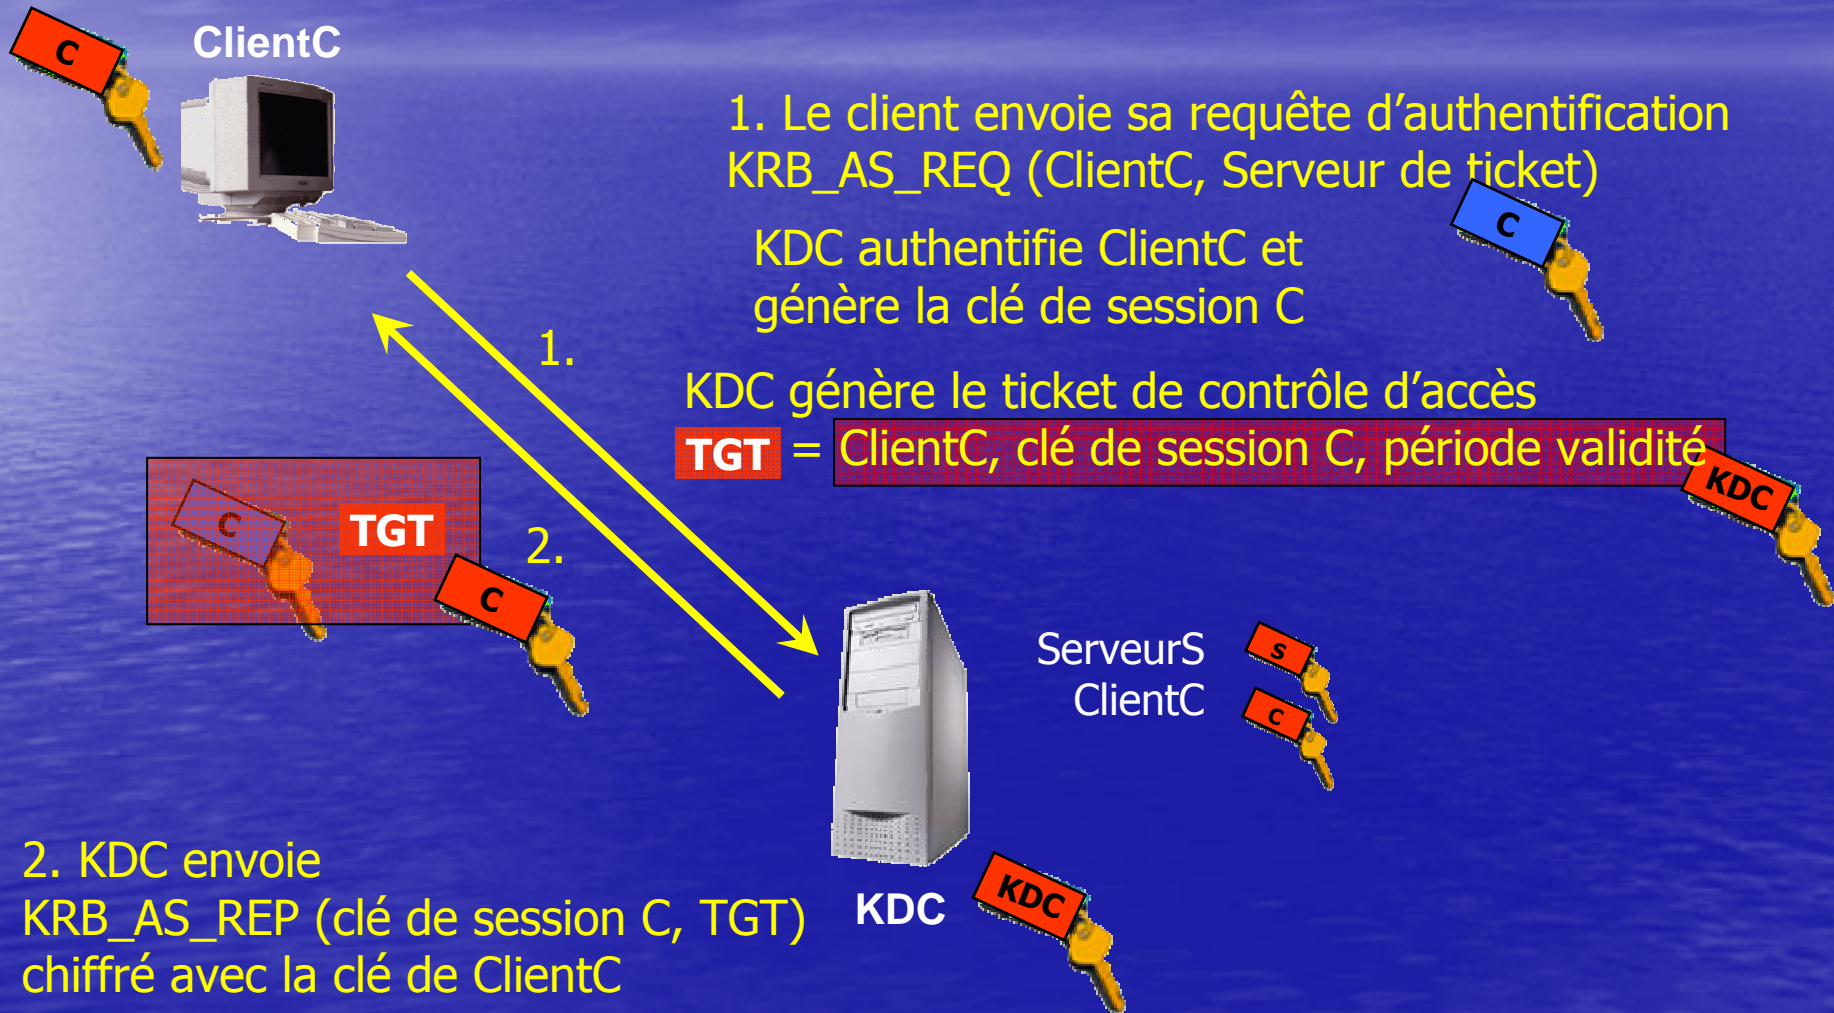 C
ClientC
1. Le client envoie sa requête d’authentification
KRB_AS_REQ (ClientC, Serveur de ticket)
C
KDC authentifie ClientC et
génère la clé de session C
1.
KDC génère le ticket de contrôle d’accès
TGT = ClientC, clé de session C, période validité
KDC
C
TGT
2.
C
ServeurS
S
ClientC
C
2. KDC envoie
KRB_AS_REP (clé de session C, TGT)
chiffré avec la clé de ClientC
KDC
KDC